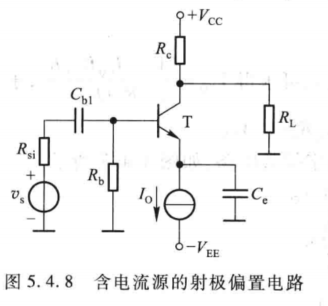 +V_CC
R_c
C_b1
T
R_L
R_si
+
v_s
−
R_b
I_O
C_e
−V_EE
图 5.4.8 含电流源的射极偏置电路